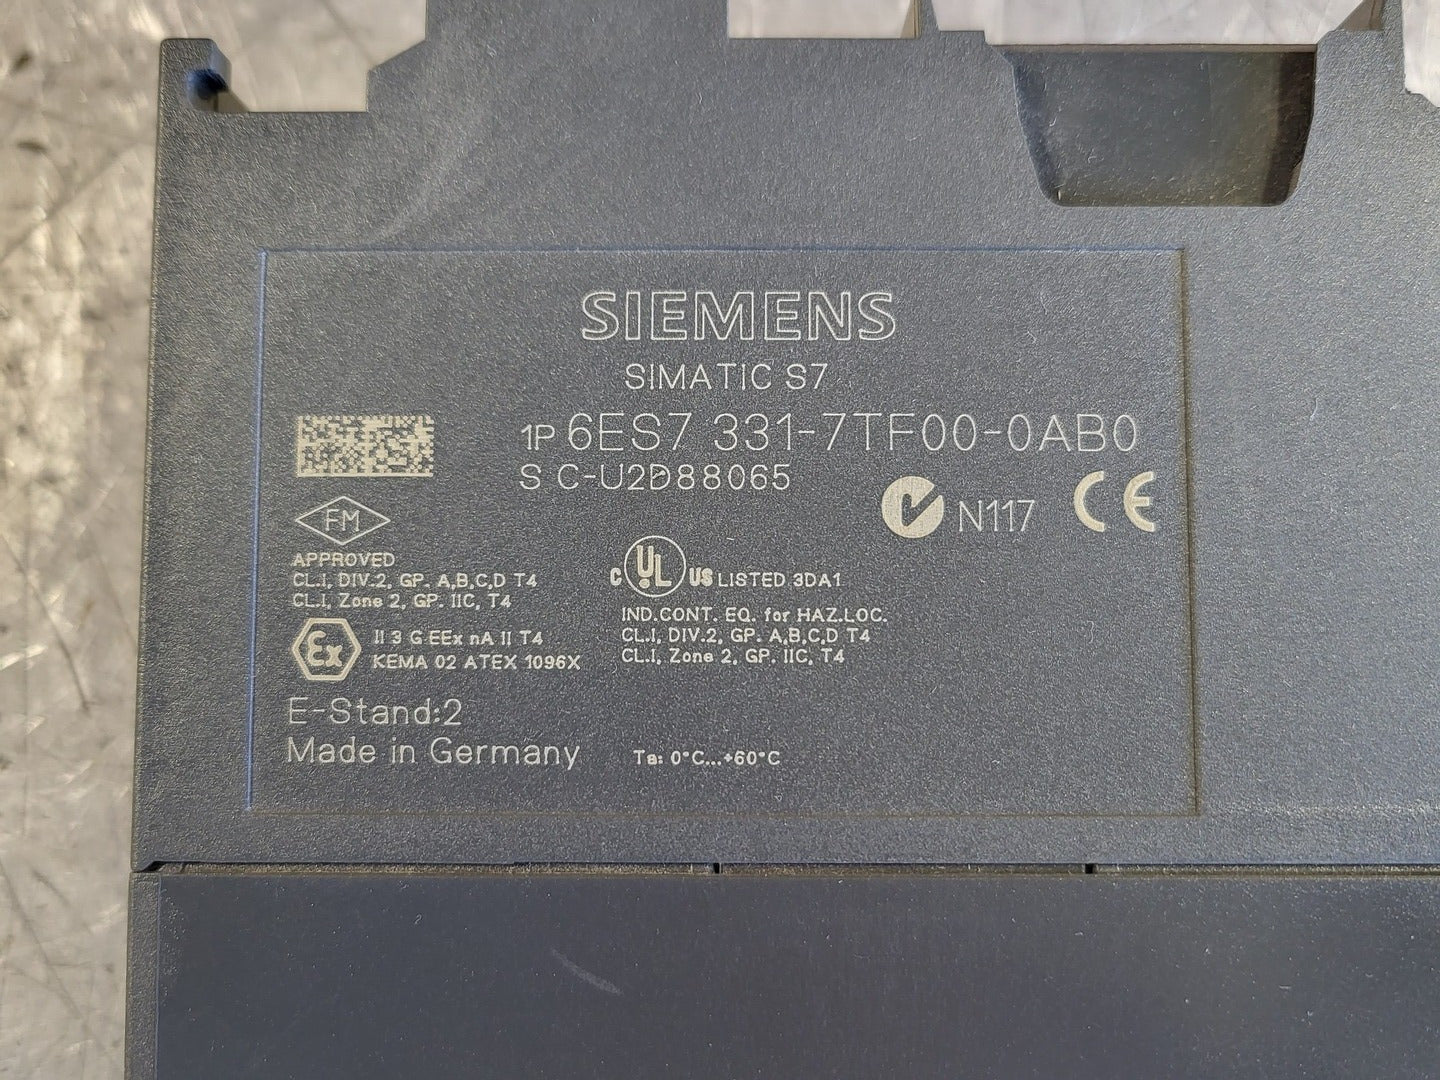 SIEMENS
SIMATIC S7
1P 6ES7 331-7TF00-0AB0
S C-U2D88065
N117 CE
FM
APPROVED
CL.I, DIV.2, GP. A,B,C,D T4
CL.I, Zone 2, GP. IIC, T4
C UL US LISTED 3DA1
IND.CONT. EQ. for HAZ.LOC.
CL.I, DIV.2, GP. A,B,C,D T4
CL.I, Zone 2, GP. IIC, T4
Ex II 3 G EEx nA II T4
KEMA 02 ATEX 1096X
E-Stand:2
Made in Germany
Ta: 0°C...+60°C